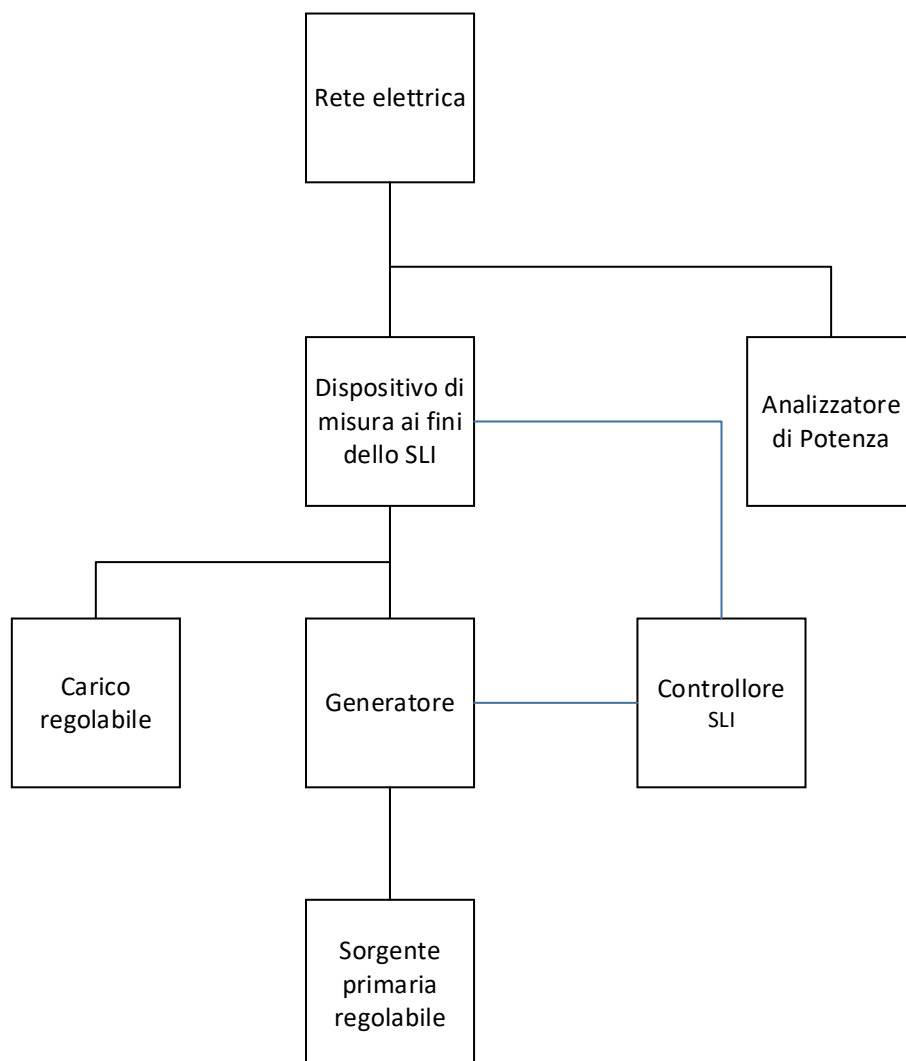 Rete elettrica
Dispositivo di
misura ai fini
dello SLI
Analizzatore
di Potenza
Carico
regolabile
Generatore
Controllore
SLI
Sorgente
primaria
regolabile